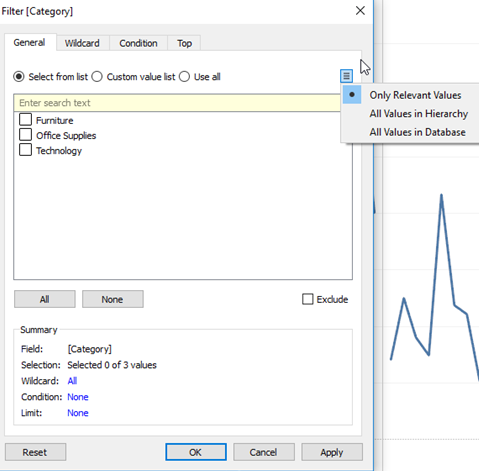 Filter [Category]
General Wildcard Condition Top
Select from list Custom value list Use all
Only Relevant Values
All Values in Hierarchy
All Values in Database
Enter search text
Furniture
Office Supplies
Technology
All None Exclude
Summary
Field: [Category]
Selection: Selected 0 of 3 values
Wildcard: All
Condition: None
Limit: None
Reset OK Cancel Apply